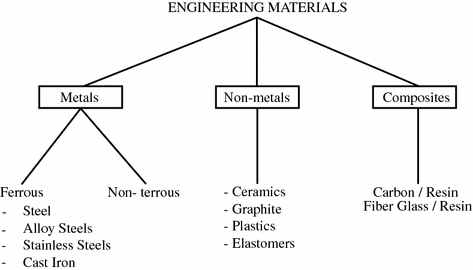 ENGINEERING MATERIALS
Metals
Non-metals
Composites
Ferrous
- Steel
- Alloy Steels
- Stainless Steels
- Cast Iron
Non- terrous
- Ceramics
- Graphite
- Plastics
- Elastomers
Carbon / Resin
Fiber Glass / Resin